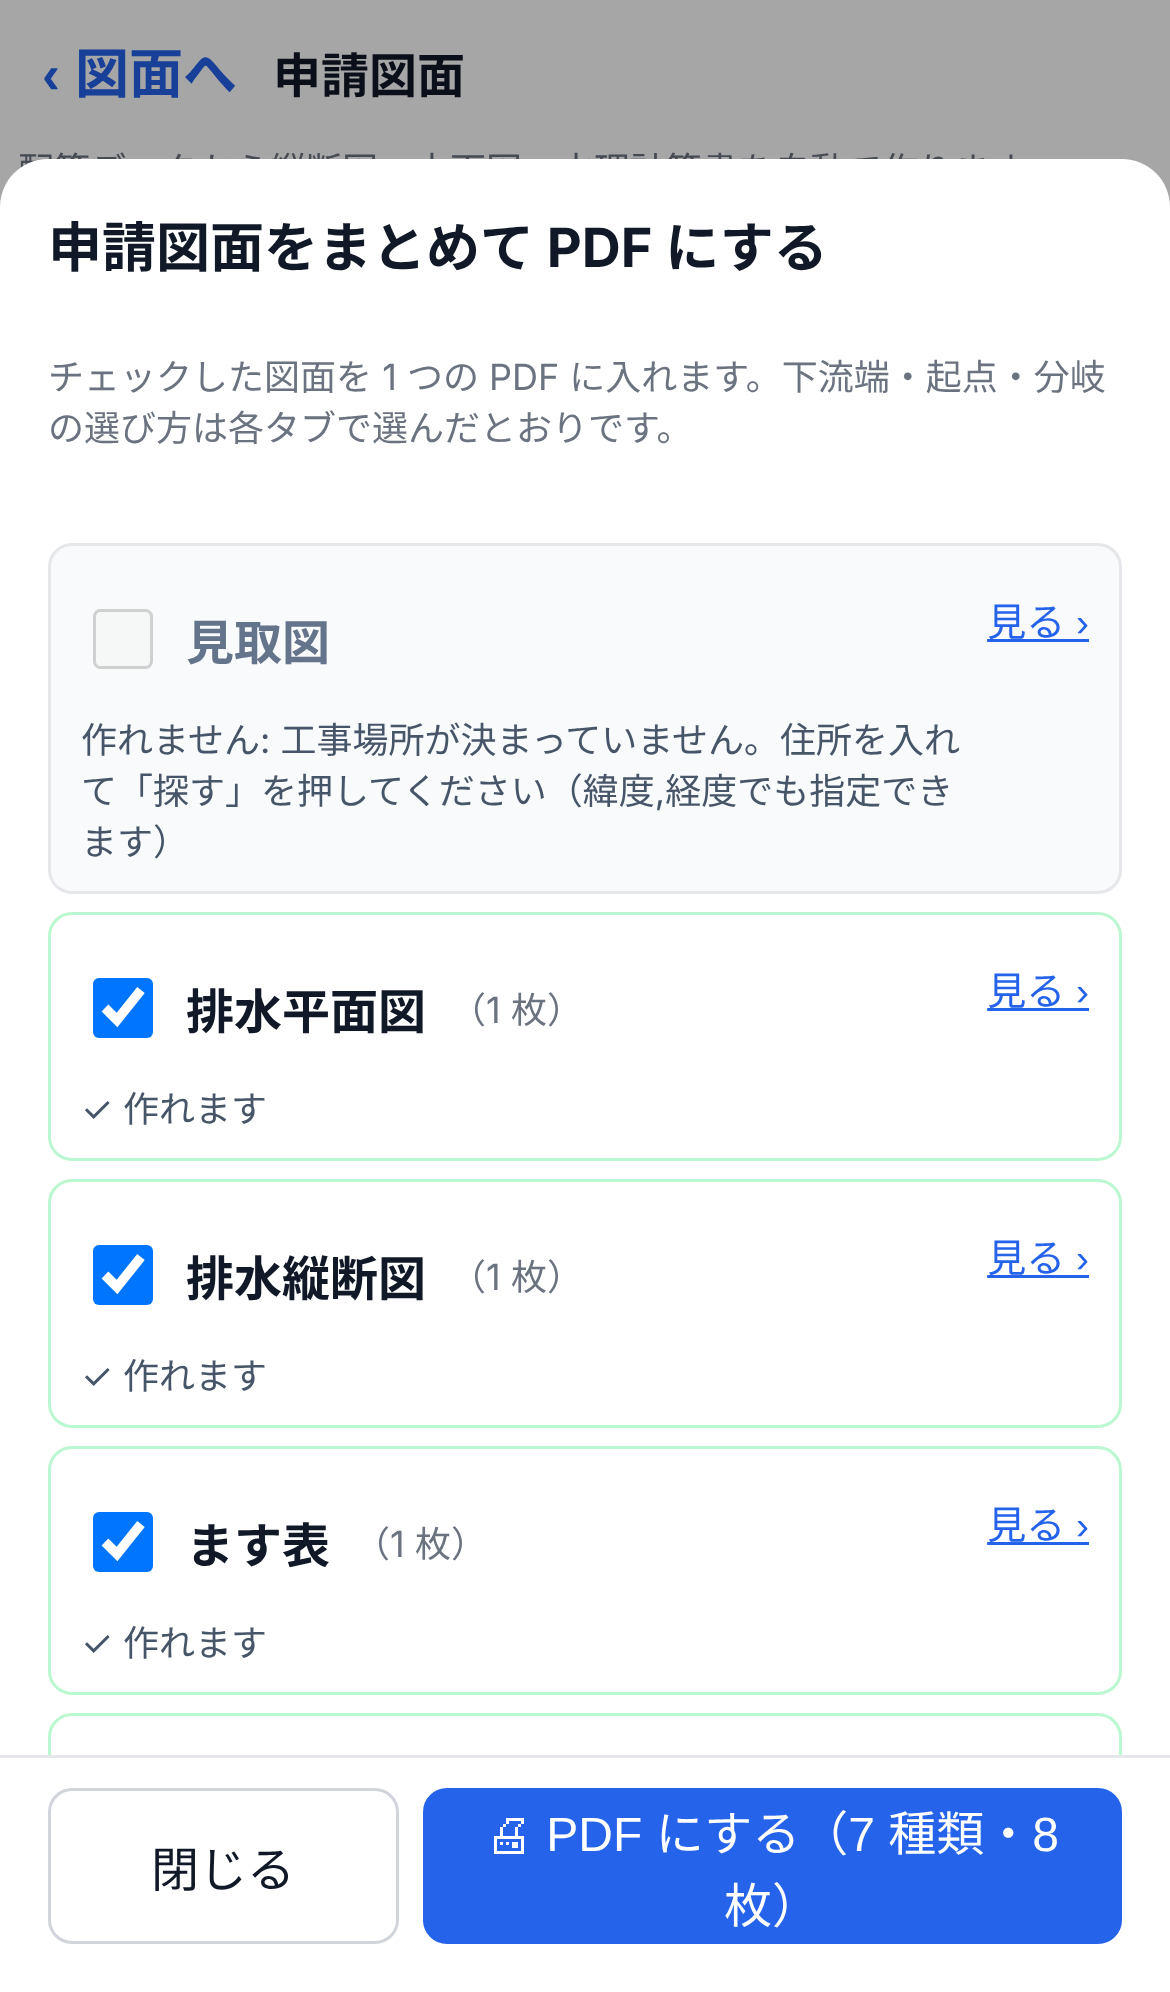 ‹ 図面へ 申請図面
申請図面をまとめて PDF にする
チェックした図面を 1 つの PDF に入れます。下流端・起点・分岐
の選び方は各タブで選んだとおりです。
見取図
見る ›
作れません: 工事場所が決まっていません。住所を入れ
て「探す」を押してください（緯度,経度でも指定でき
ます）
排水平面図 （1 枚）
見る ›
✓ 作れます
排水縦断図 （1 枚）
見る ›
✓ 作れます
ます表 （1 枚）
見る ›
✓ 作れます
閉じる
🖨 PDF にする（7 種類・8
枚）